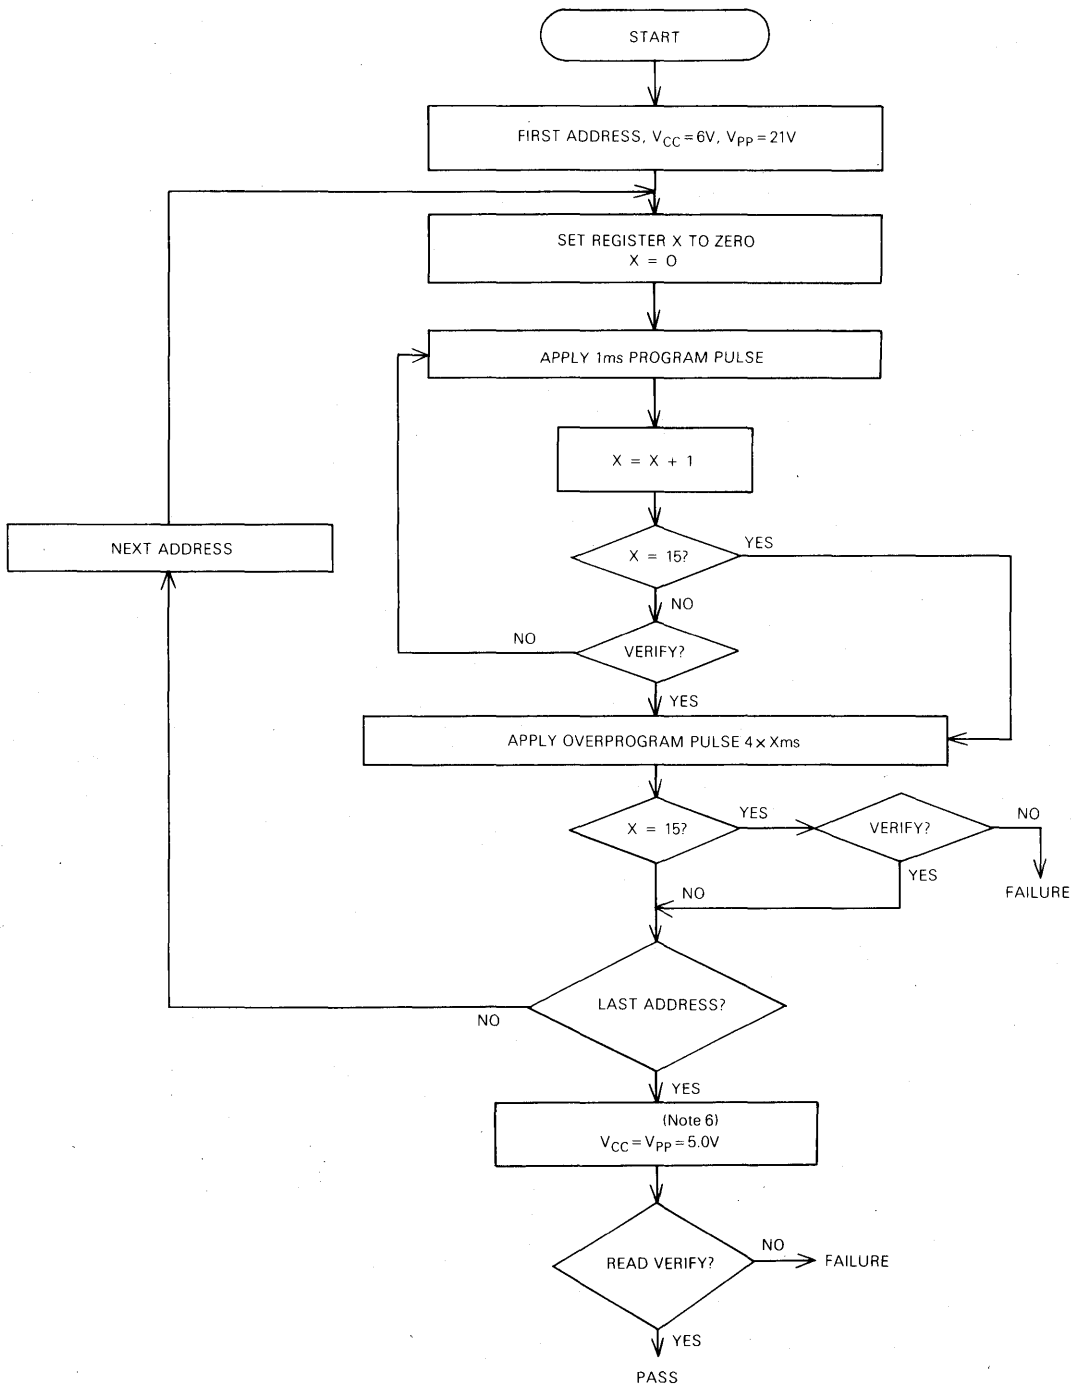 START
FIRST ADDRESS, VCC=6V, VPP=21V
SET REGISTER X TO ZERO
X = 0
APPLY 1ms PROGRAM PULSE
X = X + 1
NEXT ADDRESS
X = 15?
YES
NO
VERIFY?
NO
YES
APPLY OVERPROGRAM PULSE 4×Xms
X = 15?
YES
VERIFY?
NO
FAILURE
YES
NO
LAST ADDRESS?
NO
YES
(Note 6)
VCC=VPP=5.0V
READ VERIFY?
NO
FAILURE
YES
PASS